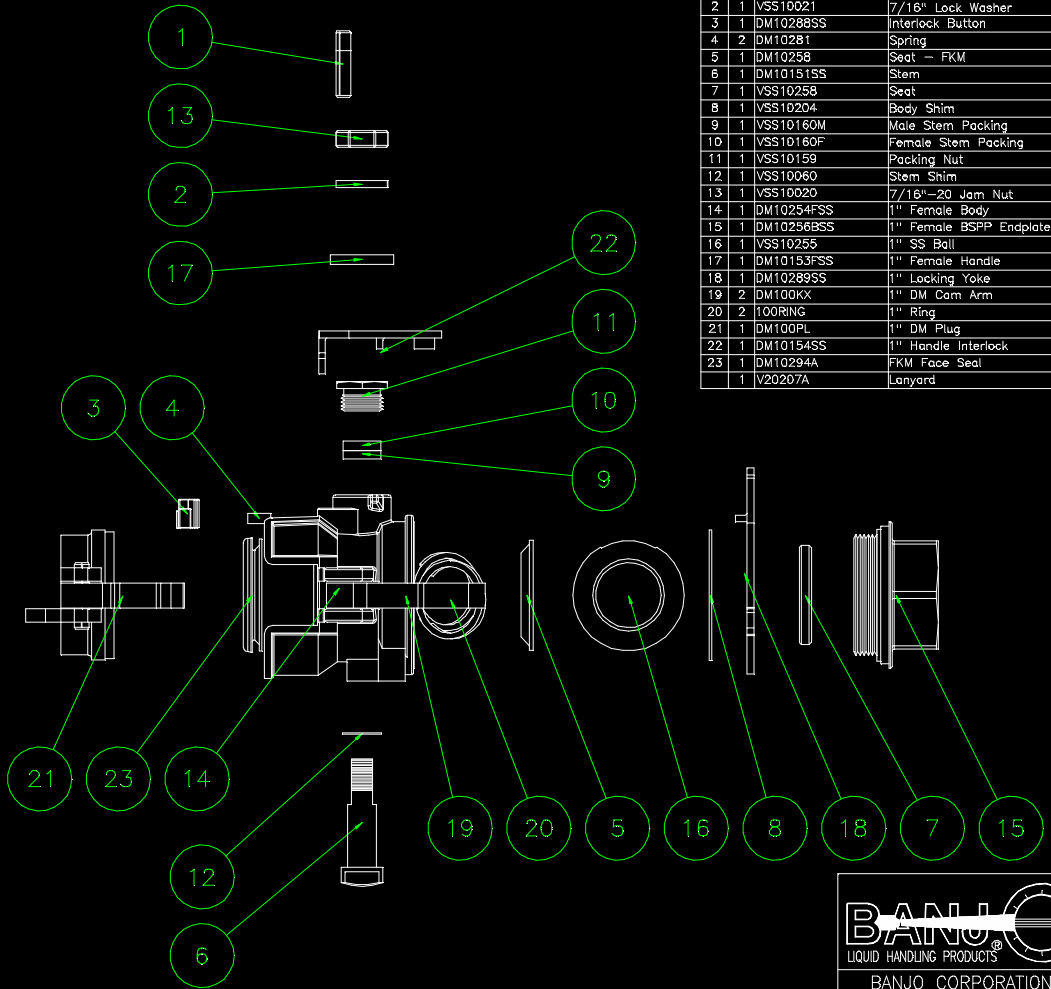 2 1 VSS10021 7/16" Lock Washer
3 1 DM10288SS Interlock Button
4 2 DM10281 Spring
5 1 DM10258 Seat – FKM
6 1 DM10151SS Stem
7 1 VSS10258 Seat
8 1 VSS10204 Body Shim
9 1 VSS10160M Male Stem Packing
10 1 VSS10160F Female Stem Packing
11 1 VSS10159 Packing Nut
12 1 VSS10060 Stem Shim
13 1 VSS10020 7/16"–20 Jam Nut
14 1 DM10254FSS 1" Female Body
15 1 DM10256BSS 1" Female BSPP Endplate
16 1 VSS10255 1" SS Ball
17 1 DM10153FSS 1" Female Handle
18 1 DM10289SS 1" Locking Yoke
19 2 DM100KX 1" DM Cam Arm
20 2 100RING 1" Ring
21 1 DM100PL 1" DM Plug
22 1 DM10154SS 1" Handle Interlock
23 1 DM10294A FKM Face Seal
1 V20207A Lanyard
1
13
2
17
22
11
10
9
3
4
21
23
14
12
6
19
20
5
16
8
18
7
15
BANJO®
LIQUID HANDLING PRODUCTS
BANJO CORPORATION